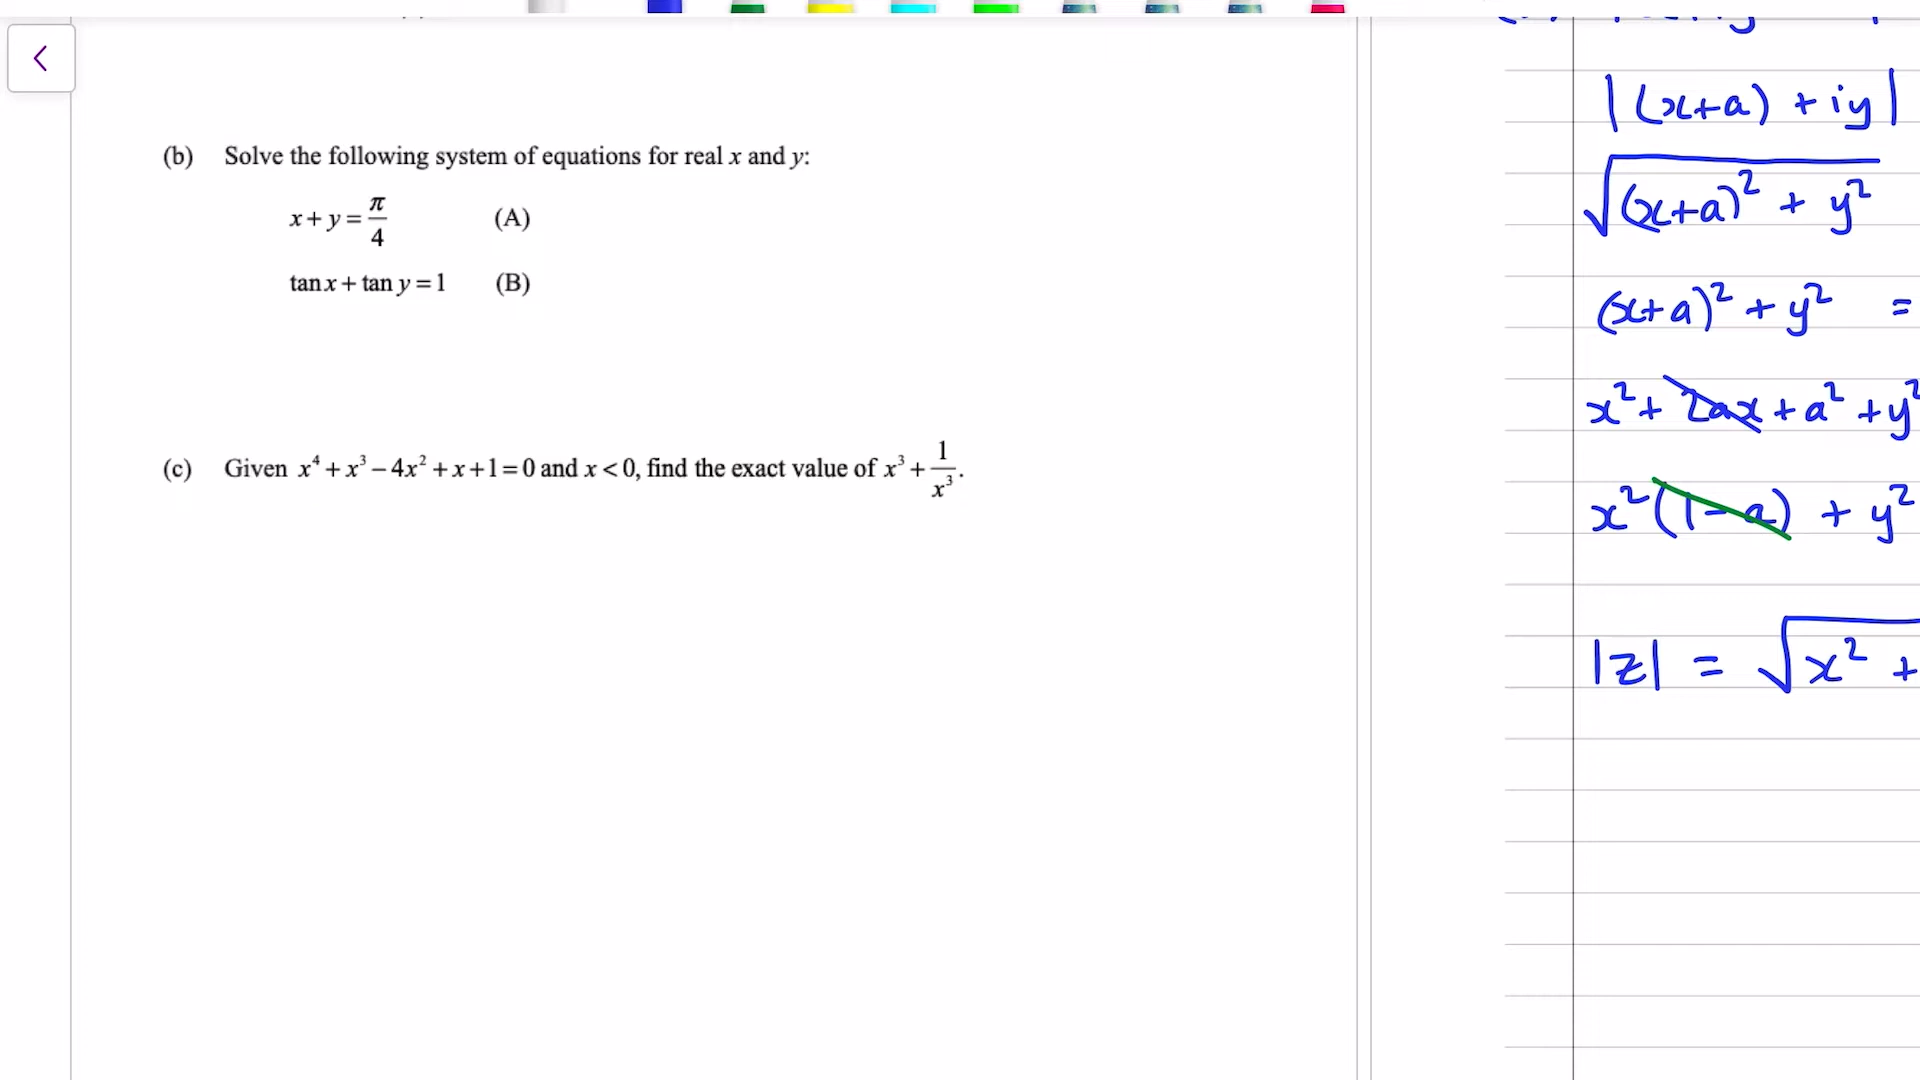 (b) Solve the following system of equations for real x and y:
x + y = π/4 (A)
tan x + tan y = 1 (B)
(c) Given x⁴ + x³ – 4x² + x + 1 = 0 and x < 0, find the exact value of x³ + 1/x³.
|(x+a) + iy|
√((x+a)² + y²
(x+a)² + y² =
x² + 2ax + a² + y²
x²(1-a) + y²
|z| = √(x² +